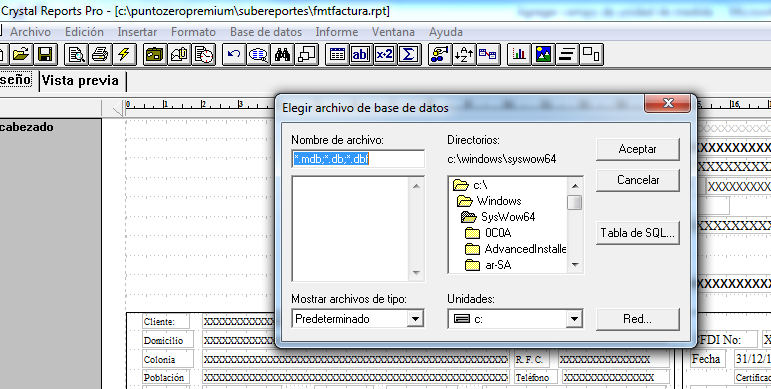 Crystal Reports Pro - [c:\puntozeropremium\subereportes\fmtfactura.rpt]
Archivo Edición Insertar Formato Base de datos Informe Ventana Ayuda
seño Vista previa
cabezado
Elegir archivo de base de datos
Nombre de archivo:
*.mdb;*.db;*.dbf
Directorios:
c:\windows\syswow64
c:\
Windows
SysWow64
0C0A
AdvancedInstalle
ar-SA
Aceptar
Cancelar
Tabla de SQL...
Red...
Mostrar archivos de tipo:
Predeterminado
Unidades:
c:
Cliente:
Domicilio
Colonia
R. F. C.
Población
Teléfono
FDI No:
Fecha 31/12/1
Certificad